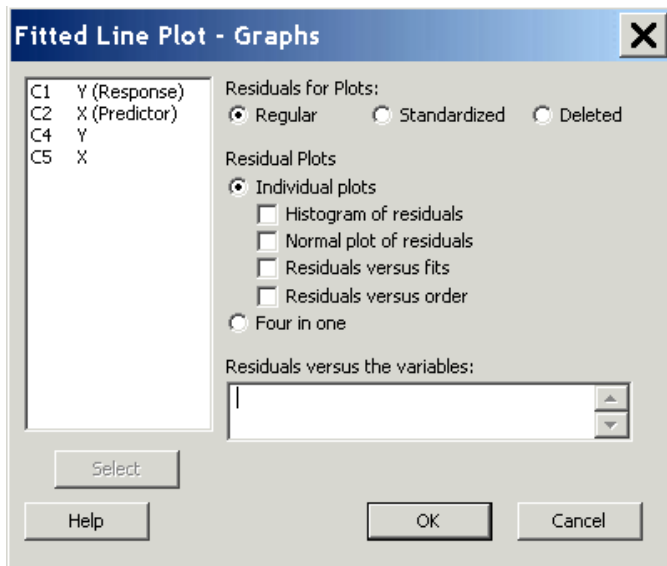 Fitted Line Plot - Graphs
C1 Y (Response)
C2 X (Predictor)
C4 Y
C5 X
Residuals for Plots:
Regular Standardized Deleted
Residual Plots
Individual plots
Histogram of residuals
Normal plot of residuals
Residuals versus fits
Residuals versus order
Four in one
Residuals versus the variables:
Select
Help OK Cancel